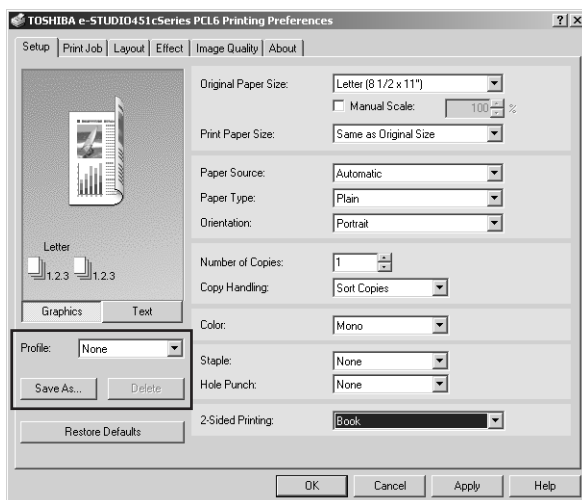 TOSHIBA e-STUDIO451cSeries PCL6 Printing Preferences
Setup Print Job Layout Effect Image Quality About
Original Paper Size: Letter (8 1/2 x 11")
Manual Scale: 100 %
Print Paper Size: Same as Original Size
Paper Source: Automatic
Paper Type: Plain
Orientation: Portrait
Letter
1.2.3 1.2.3
Number of Copies: 1
Copy Handling: Sort Copies
Graphics Text
Color: Mono
Profile: None
Staple: None
Save As... Delete
Hole Punch: None
2-Sided Printing: Book
Restore Defaults
OK Cancel Apply Help